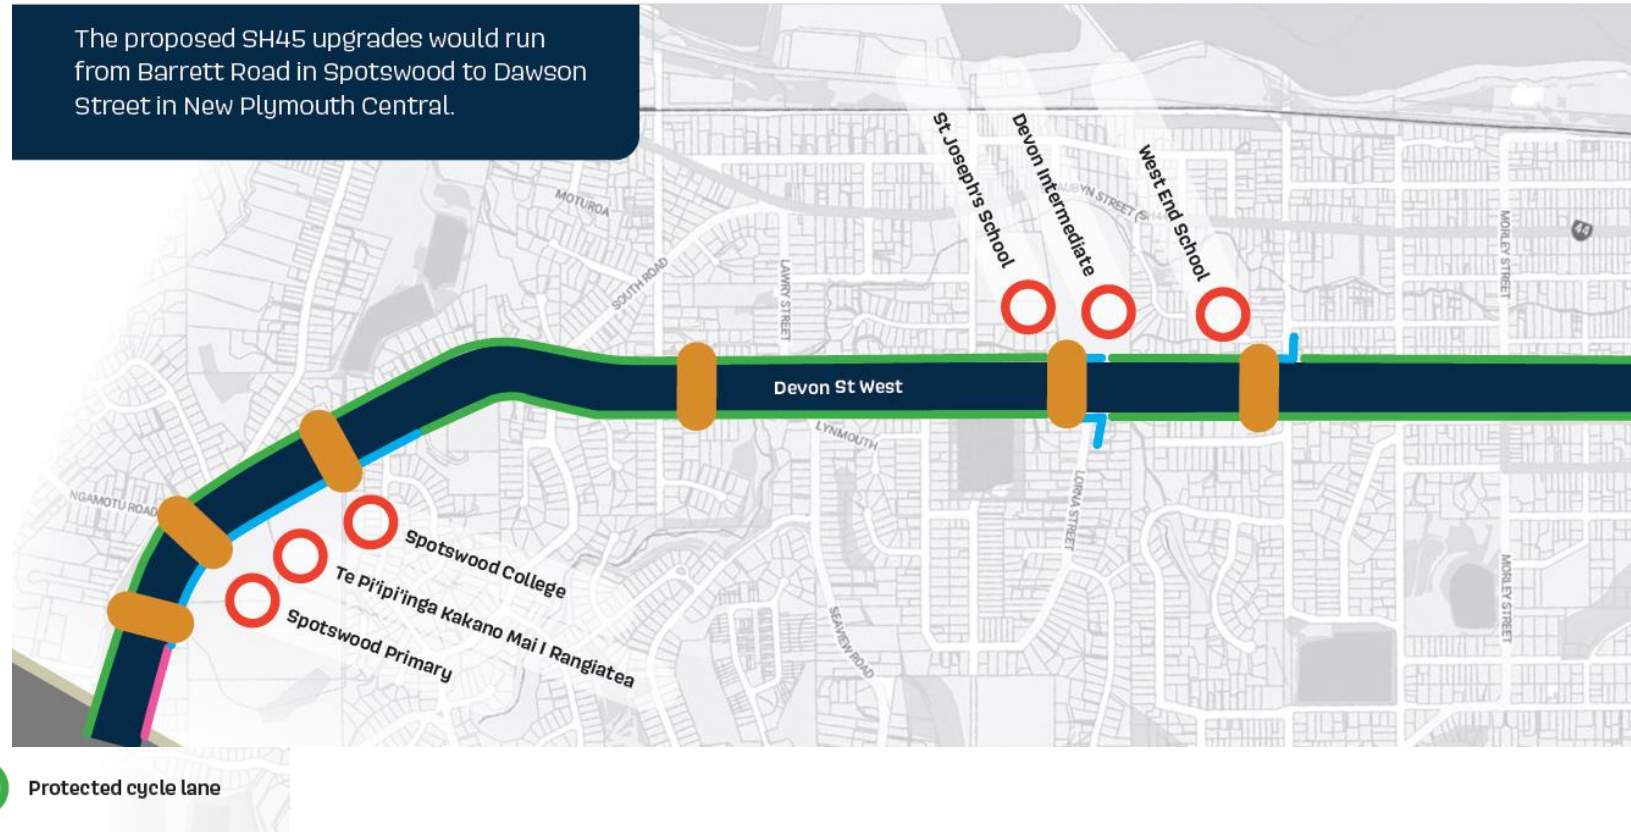 The proposed SH45 upgrades would run
from Barrett Road in Spotswood to Dawson
Street in New Plymouth Central.
MOTUROA
SOUTH ROAD
LAWRY STREET
St Joseph's School
Devon Intermediate
West End School
STREET
MORLEY STREET
44
Devon St West
LYNMOUTH
LORNA STREET
NGAMOTU ROAD
Spotswood College
Te Pi'ipi'inga Kakano Mai I Rangiatea
Spotswood Primary
SEAVIEW ROAD
MORLEY STREET
Protected cycle lane